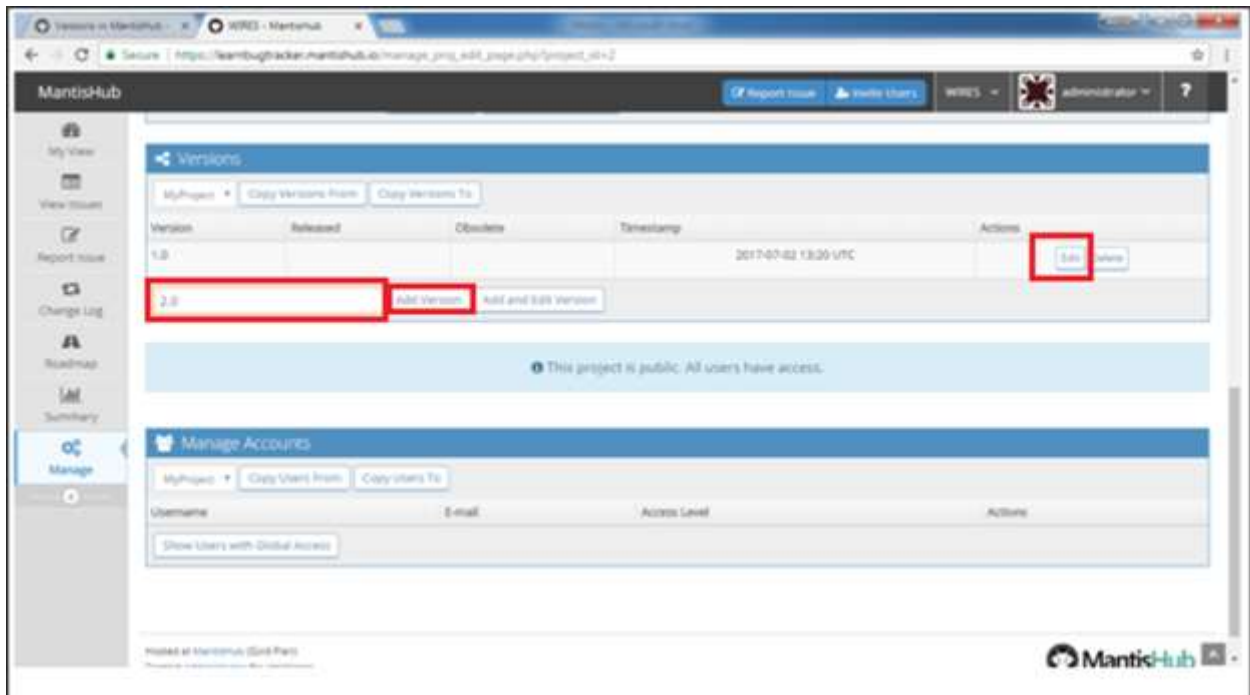 Versions in MantisHub - WIRES - MantisHub
Secure https://learnbugtracker.mantishub.io/manage_proj_edit_page.php?project_id=2
MantisHub Report Issue Invite Users WIRES administrator ?
My View
View Issues
Report Issue
Change Log
Roadmap
Summary
Manage
Versions
MyProject Copy Versions From Copy Versions To
Version Released Obsolete Timestamp Actions
1.0 2017-07-02 13:20 UTC Edit Delete
2.0 Add Version Add and Edit Version
This project is public. All users have access.
Manage Accounts
MyProject Copy Users From Copy Users To
Username E-mail Access Level Actions
Show Users with Global Access
Hosted at MantisHub
MantisHub